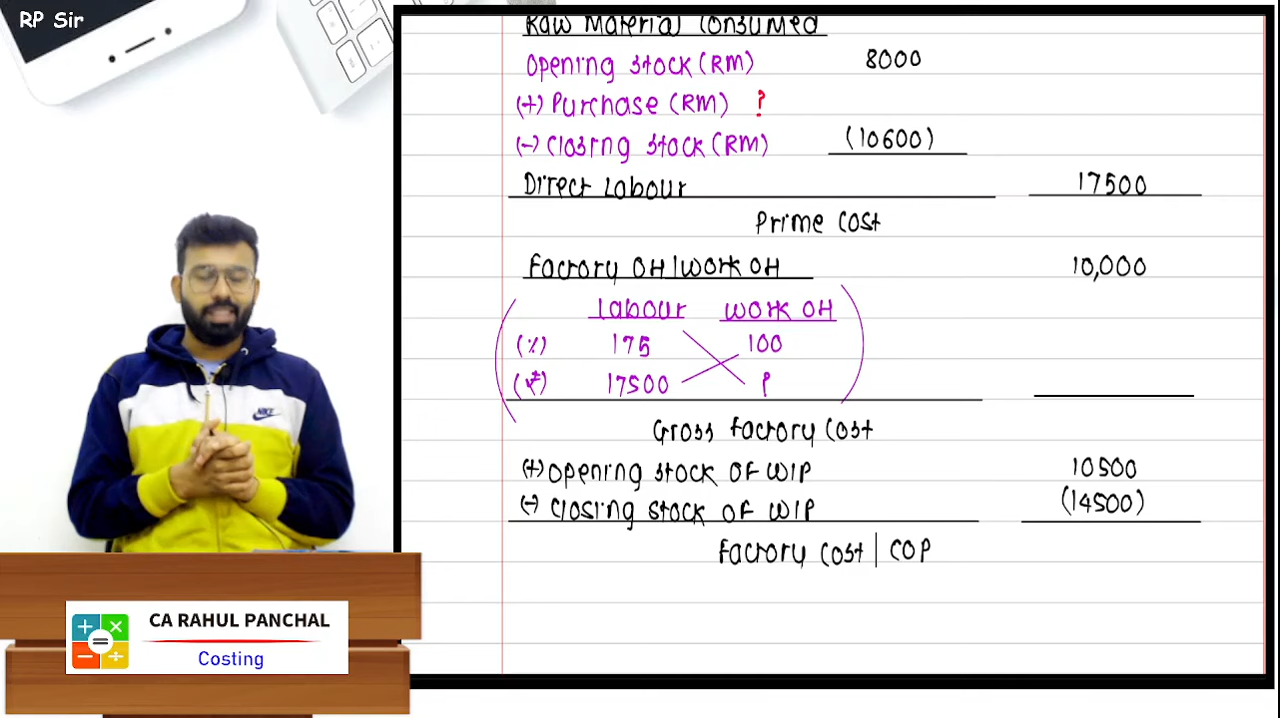 RP Sir
Raw Material Consumed
Opening Stock (RM) 8000
(+) Purchase (RM) ?
(-) Closing Stock (RM) (10600)
Direct Labour 17500
Prime Cost
Factory OH | Work OH 10,000
Labour Work OH
(%) 175 100
(₹) 17500 ?
Gross Factory Cost
(+) Opening Stock OF WIP 10500
(-) Closing Stock OF WIP (14500)
Factory Cost | COP
NIKE
CA RAHUL PANCHAL
Costing